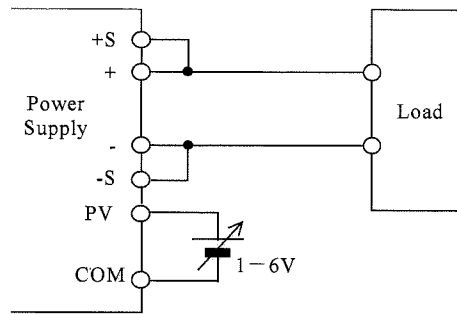 +S
+
Power
Supply
Load
-
-S
PV
COM
1－6V